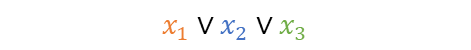 x₁ ∨ x₂ ∨ x₃